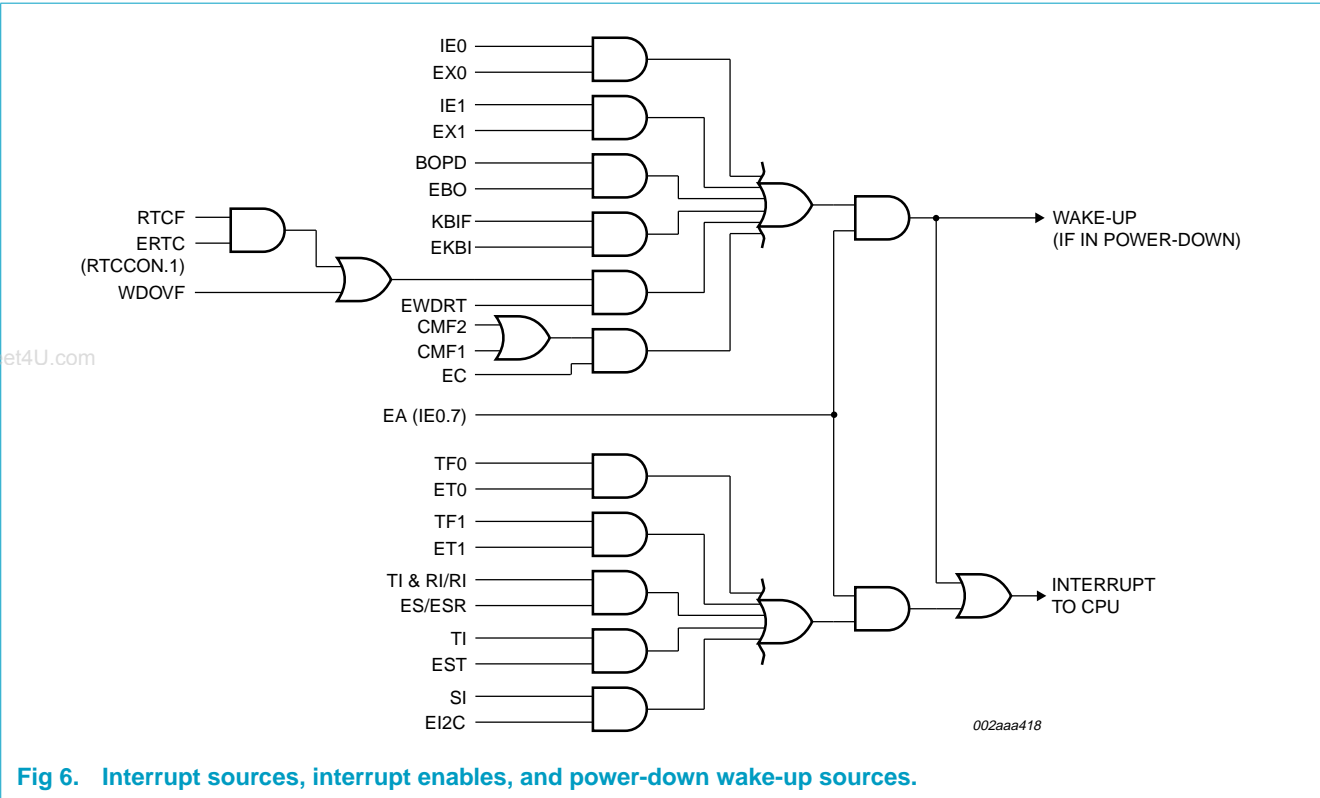 IE0
EX0
IE1
EX1
BOPD
EBO
KBIF
EKBI
RTCF
ERTC
(RTCCON.1)
WDOVF
EWDRT
CMF2
CMF1
EC
EA (IE0.7)
TF0
ET0
TF1
ET1
TI & RI/RI
ES/ESR
TI
EST
SI
EI2C
WAKE-UP
(IF IN POWER-DOWN)
INTERRUPT
TO CPU
et4U.com
002aaa418
Fig 6. Interrupt sources, interrupt enables, and power-down wake-up sources.